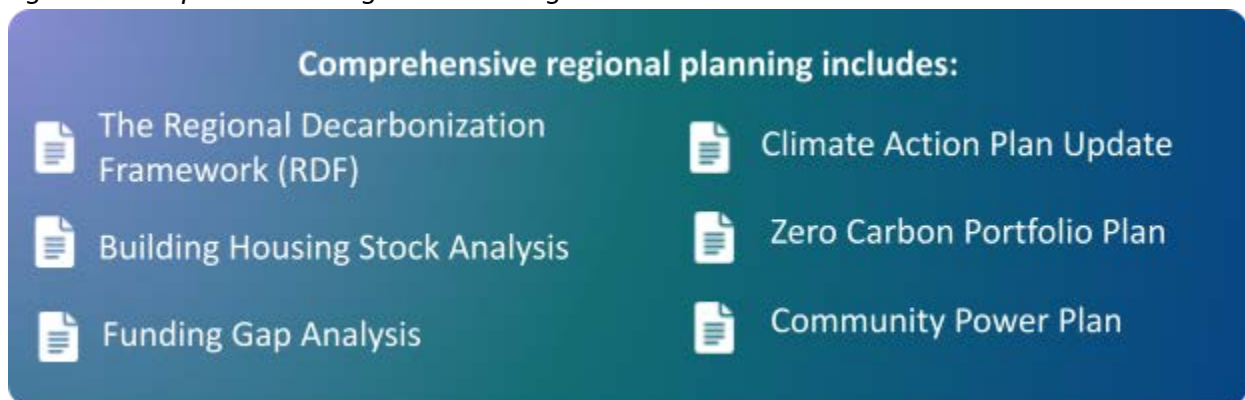 Comprehensive regional planning includes:
The Regional Decarbonization
Framework (RDF)
Building Housing Stock Analysis
Funding Gap Analysis
Climate Action Plan Update
Zero Carbon Portfolio Plan
Community Power Plan